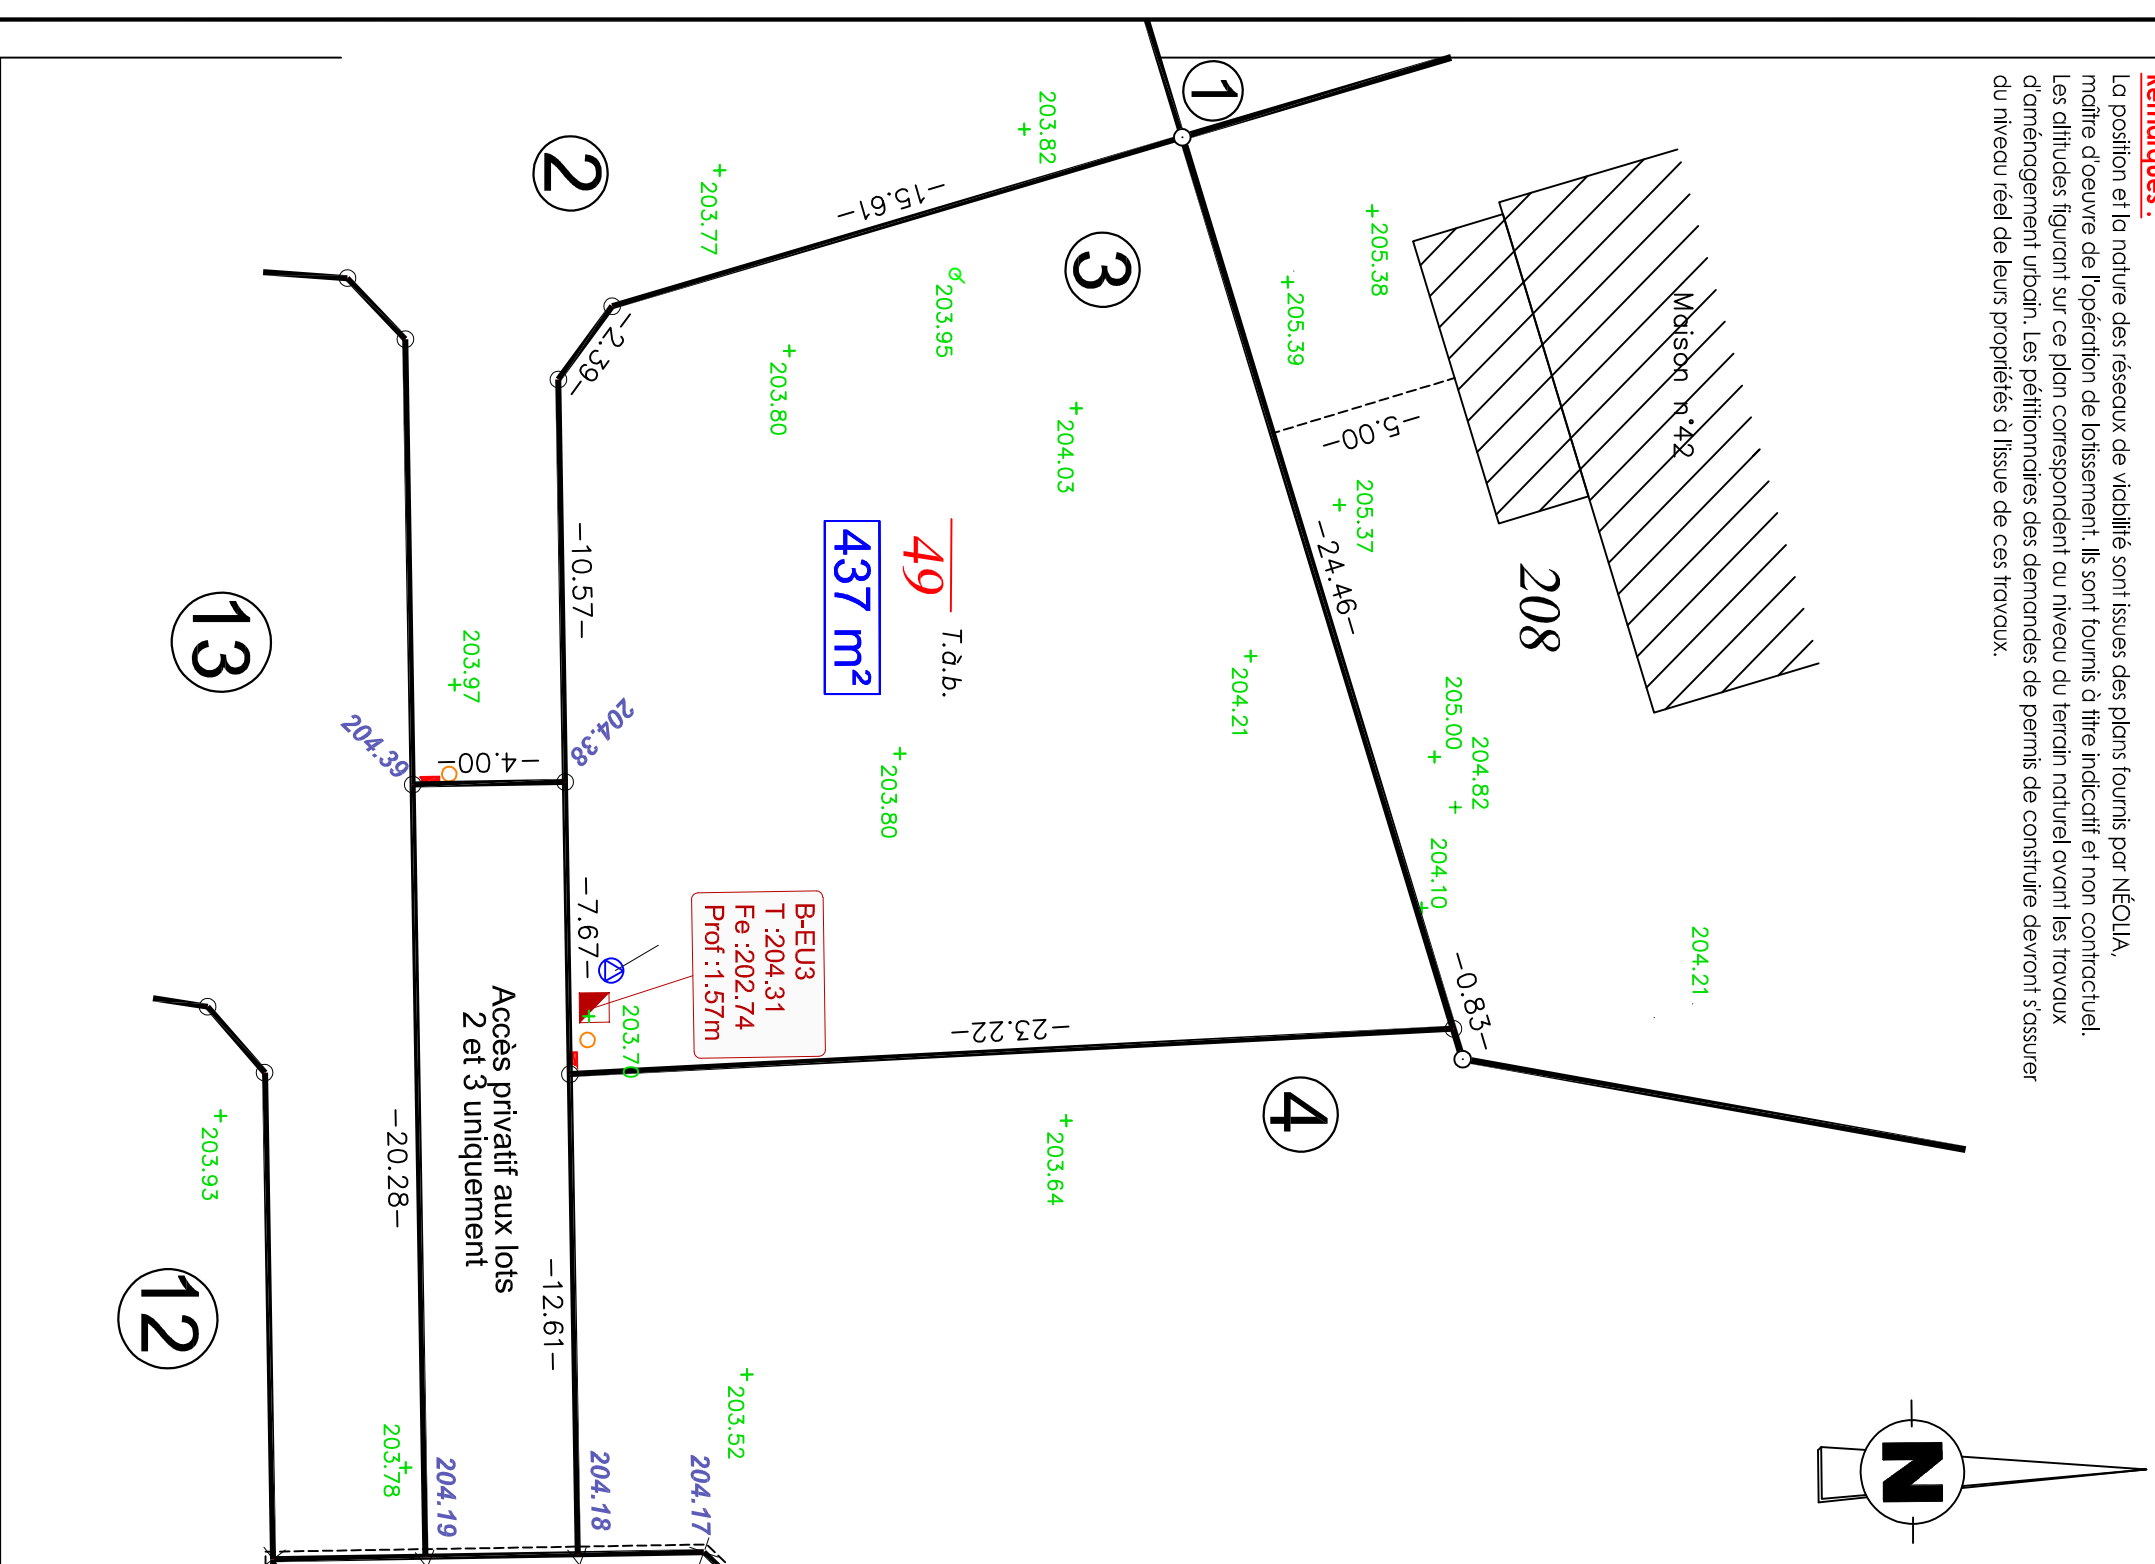 Remarques :
La position et la nature des réseaux de viabilité sont issues des plans fournis par NÉOLIA,
maître d'oeuvre de l'opération de lotissement. Ils sont fournis à titre indicatif et non contractuel.
Les altitudes figurant sur ce plan correspondent au niveau du terrain naturel avant les travaux
d'aménagement urbain. Les pétitionnaires des demandes de permis de construire devront s'assurer
du niveau réel de leurs propriétés à l'issue de ces travaux.
Maison n°42
208
204.21
205.38
205.39
-5.00-
205.37
205.00
204.82
204.10
1
-24.46-
-0.83-
3
4
203.82
-15.61-
204.03
204.21
-23.22-
203.64
203.95
49
T.à.b.
437 m²
203.77
203.80
203.80
B-EU3
T :204.31
Fe :202.74
Prof :1.57m
203.70
203.52
2
-2.39-
-10.57-
204.38
-7.67-
-12.61-
204.18
204.17
203.97
-4.00-
204.39
Accès privatif aux lots
2 et 3 uniquement
-20.28-
204.19
203.78
13
203.93
12
N